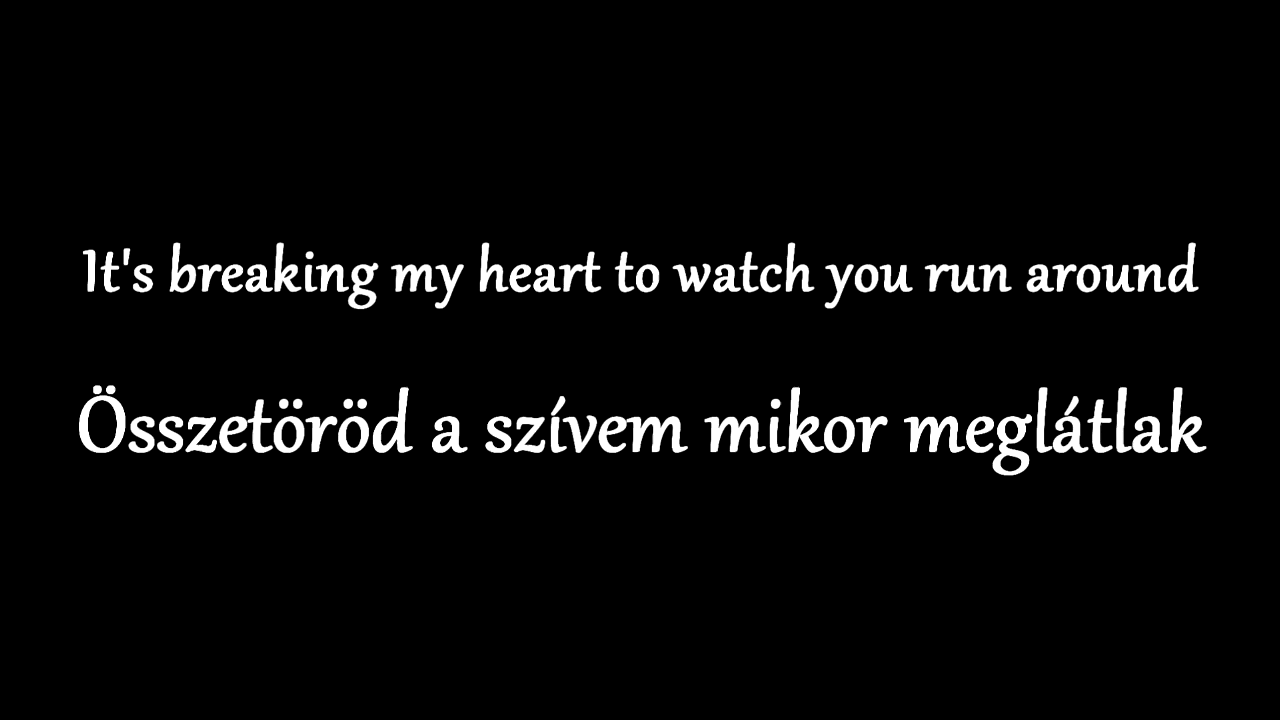 It's breaking my heart to watch you run around
Összetöröd a szívem mikor meglátlak